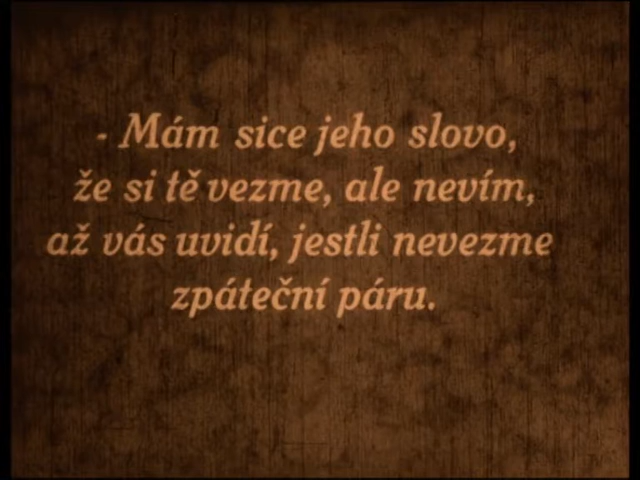 - Mám sice jeho slovo,
že si tě vezme, ale nevím,
až vás uvidí, jestli nevezme
zpáteční páru.